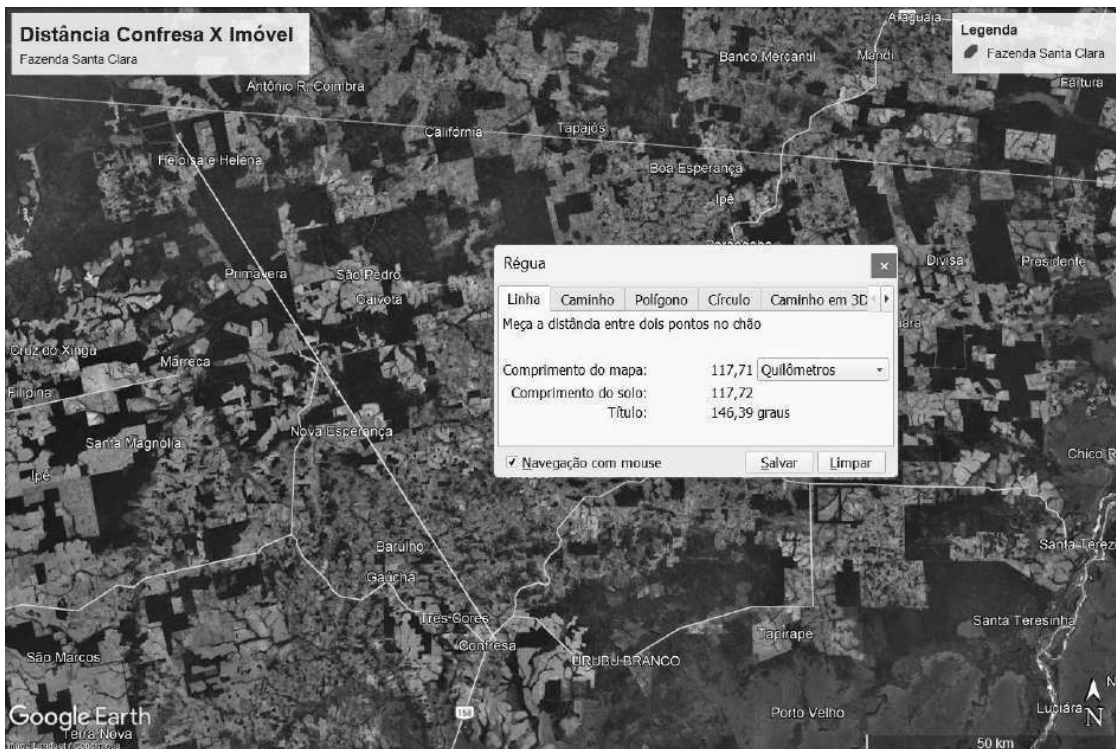 Distância Confresa X Imóvel
Fazenda Santa Clara
Araguaia
Legenda
Fazenda Santa Clara
Banco Mercantil
Mandi
Fartura
Antônio R. Coimbra
Califórnia
Tapajós
Heloisa e Helena
Boa Esperança
Ipê
Divisa
Presidente
Primavera
São Pedro
Gaivota
Régua
Linha Caminho Polígono Círculo Caminho em 3D
Meça a distância entre dois pontos no chão
Comprimento do mapa: 117,71 Quilômetros
Comprimento do solo: 117,72
Título: 146,39 graus
Navegação com mouse Salvar Limpar
Cruz do Xingu
Marreca
Filipina
Nova Esperança
Santa Magnólia
Ipê
Chico R
Barulho
Santa Terezi
Gaúcha
Três Cores
Confresa
Tapirapé
Santa Teresinha
URUBU BRANCO
São Marcos
158
Porto Velho
Luciára
N
N
Google Earth
Terra Nova
50 km